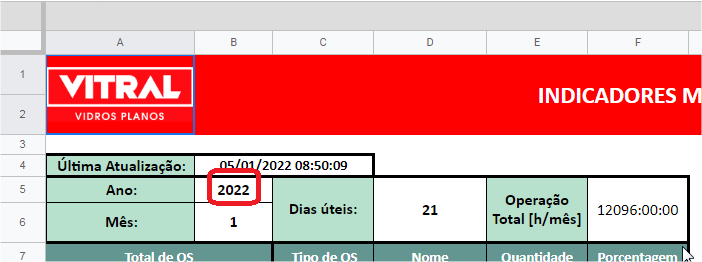 A B C D E F
1 VITRAL INDICADORES M
2 VIDROS PLANOS
3
4 Última Atualização: 05/01/2022 08:50:09
5 Ano: 2022 Dias úteis: 21 Operação Total [h/mês] 12096:00:00
6 Mês: 1
7 Total de OS Tipo de OS Nome Quantidade Porcentagem